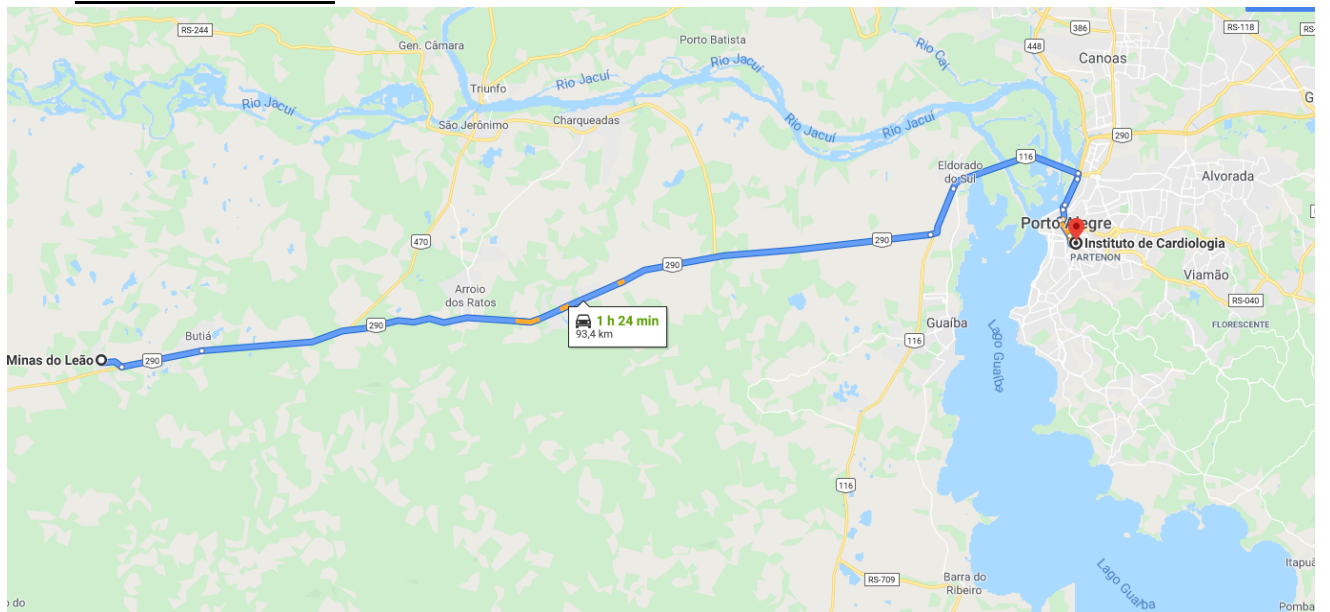 RS-244
386
RS-118
RS-
Gen. Câmara
Porto Batista
448
Canoas
Rio Caí
Rio Jacuí
Rio Jacuí
Triunfo
Rio Jacuí
G
São Jerônimo
Charqueadas
Rio Jacuí
Rio Jacuí
290
116
Eldorado
do Sul
Alvorada
Porto Alegre
470
290
Instituto de Cardiologia
PARTENON
290
Viamão
Arroio
dos Ratos
RS-040
1 h 24 min
93,4 km
290
Guaíba
FLORESCENTE
Butiá
116
Lago Guaíba
Minas do Leão
290
116
RS-709
Barra do
Ribeiro
Lago Guaíba
Itapuã
o do
Pomba